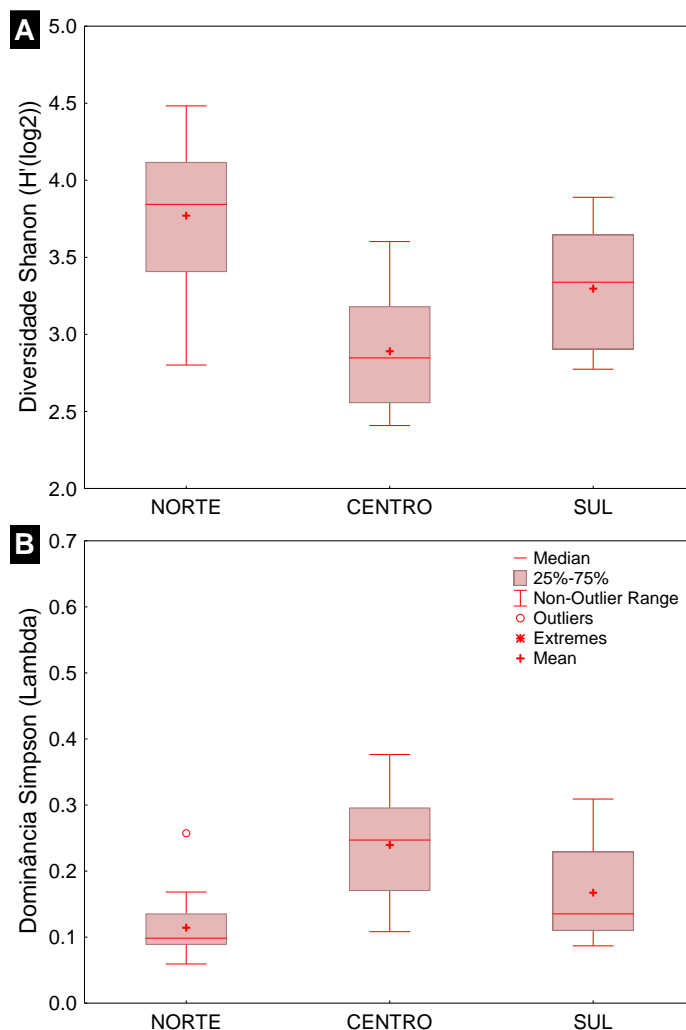 A
Diversidade Shanon (H'(log2))
5.0
4.5
4.0
3.5
3.0
2.5
2.0
NORTE CENTRO SUL
B
Dominância Simpson (Lambda)
0.7
0.6
0.5
0.4
0.3
0.2
0.1
0.0
Median
25%-75%
Non-Outlier Range
Outliers
Extremes
Mean
NORTE CENTRO SUL